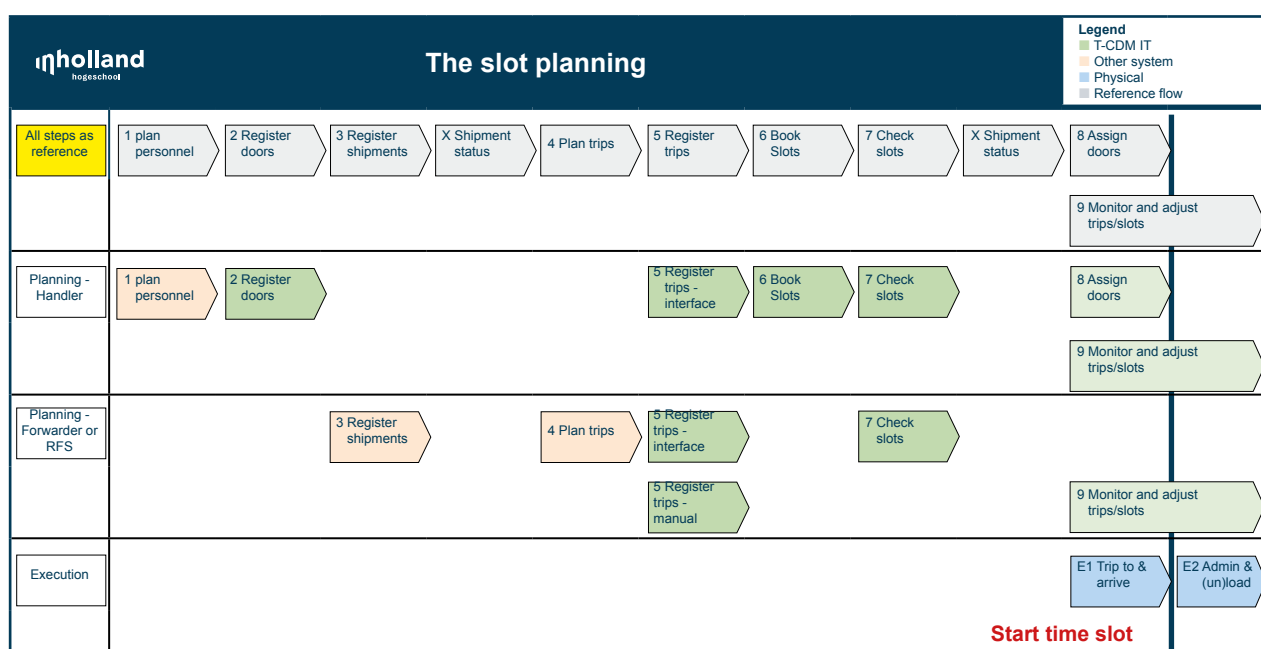 inholland
hogeschool
The slot planning
Legend
T-CDM IT
Other system
Physical
Reference flow
All steps as
reference
1 plan
personnel
2 Register
doors
3 Register
shipments
X Shipment
status
4 Plan trips
5 Register
trips
6 Book
Slots
7 Check
slots
X Shipment
status
8 Assign
doors
9 Monitor and adjust
trips/slots
Planning -
Handler
1 plan
personnel
2 Register
doors
5 Register
trips -
interface
6 Book
Slots
7 Check
slots
8 Assign
doors
9 Monitor and adjust
trips/slots
Planning -
Forwarder or
RFS
3 Register
shipments
4 Plan trips
5 Register
trips -
interface
7 Check
slots
5 Register
trips -
manual
9 Monitor and adjust
trips/slots
Execution
E1 Trip to &
arrive
E2 Admin &
(un)load
Start time slot